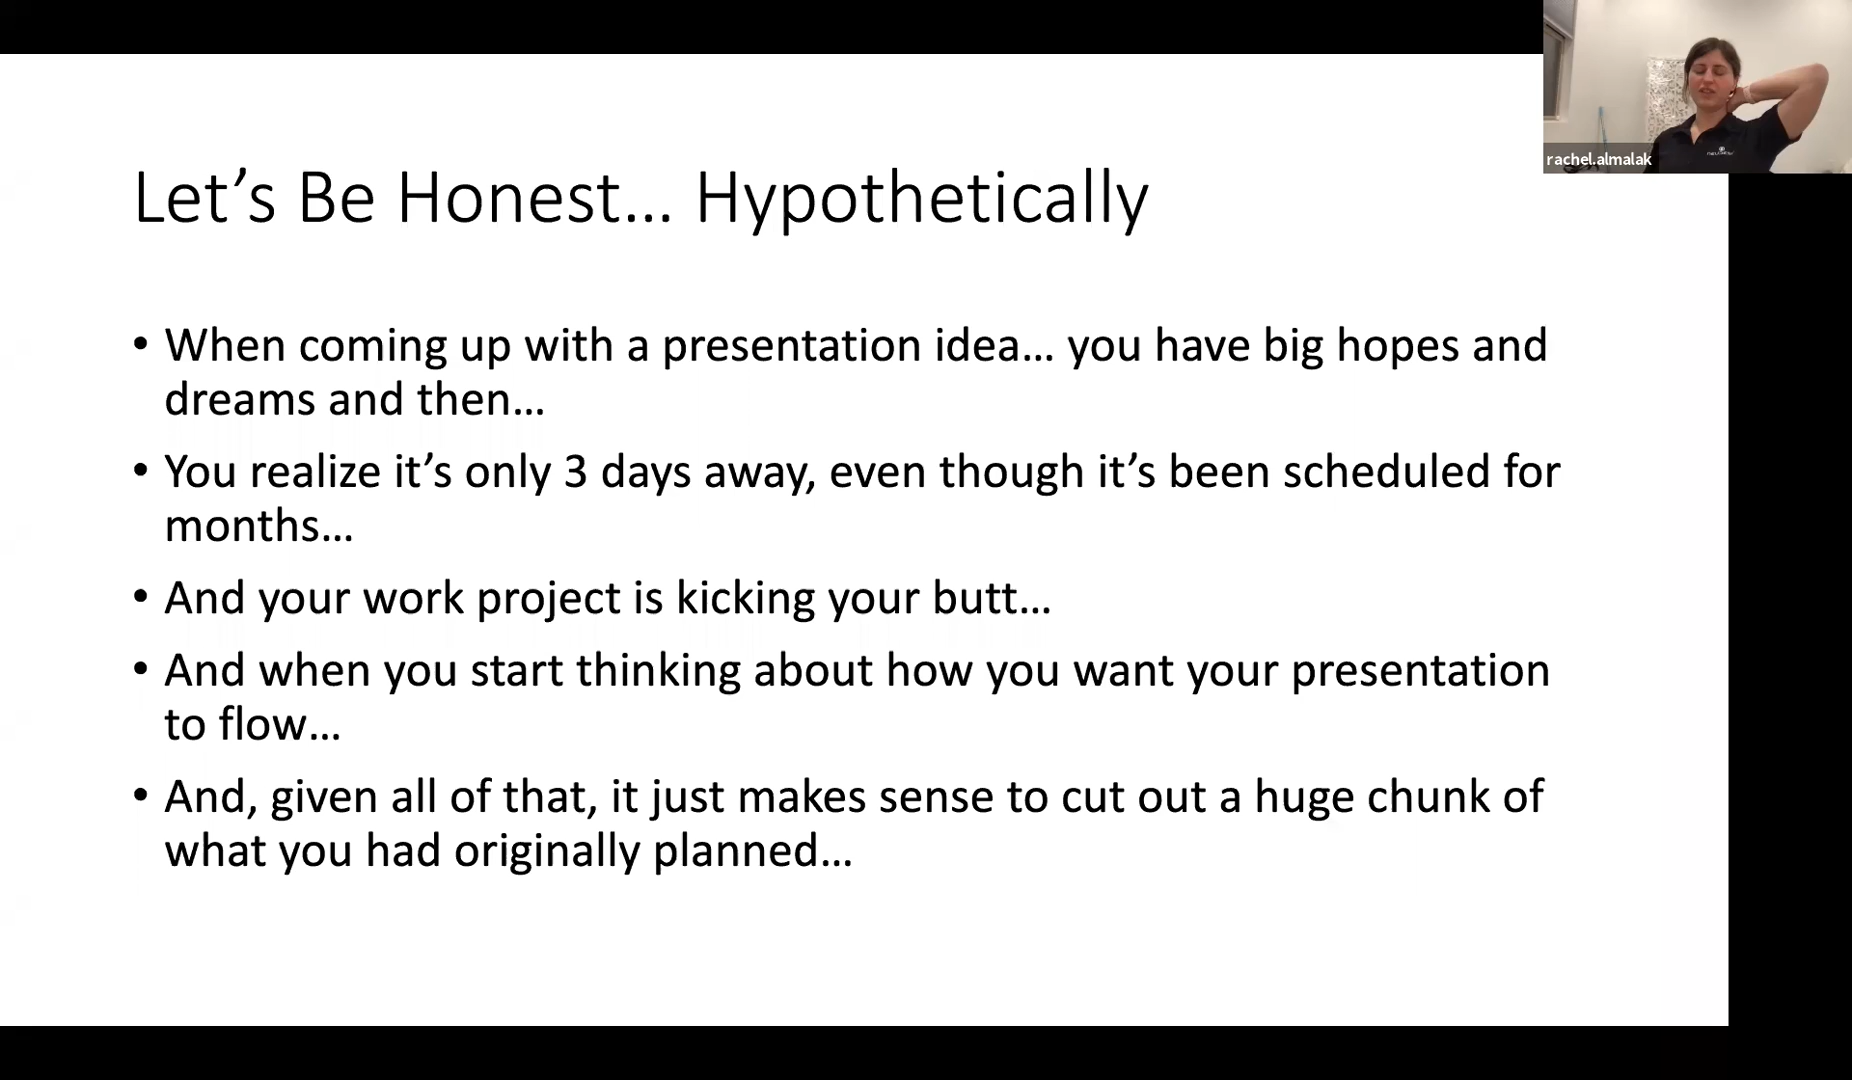 rachel.almalak
Let’s Be Honest… Hypothetically
• When coming up with a presentation idea… you have big hopes and
dreams and then…
• You realize it’s only 3 days away, even though it’s been scheduled for
months…
• And your work project is kicking your butt…
• And when you start thinking about how you want your presentation
to flow…
• And, given all of that, it just makes sense to cut out a huge chunk of
what you had originally planned…